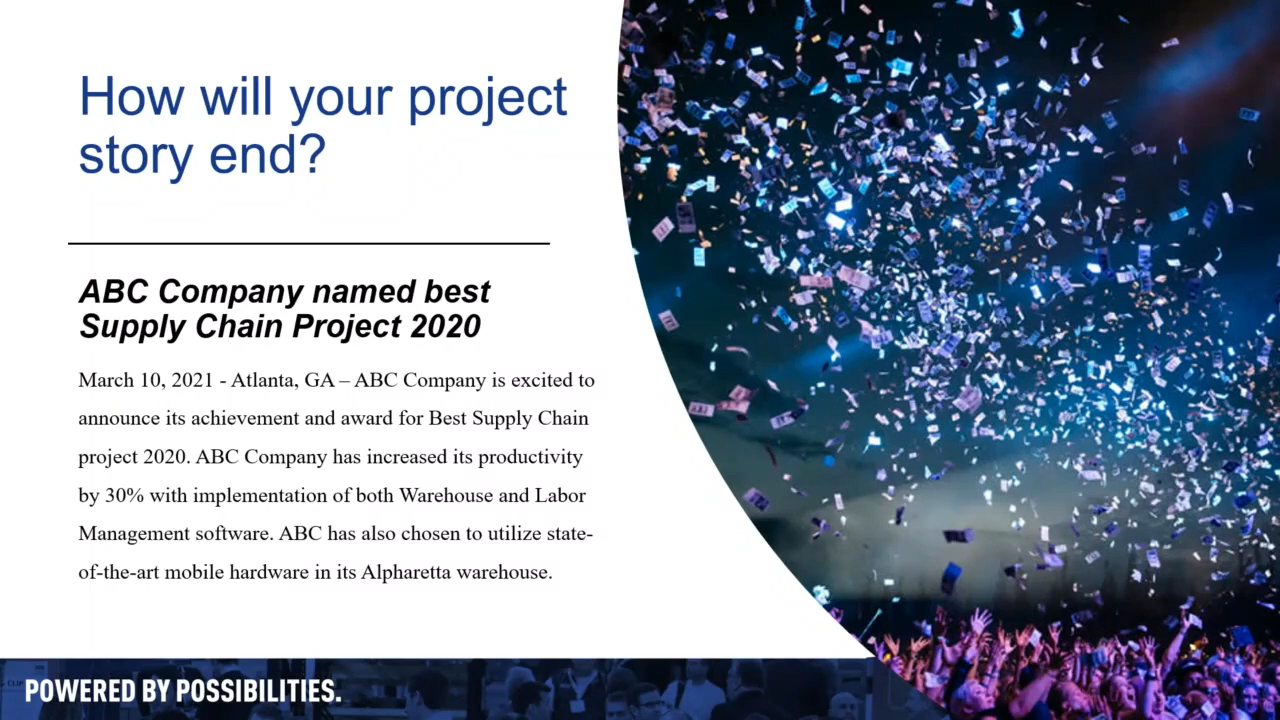 How will your project
story end?
ABC Company named best
Supply Chain Project 2020
March 10, 2021 - Atlanta, GA – ABC Company is excited to
announce its achievement and award for Best Supply Chain
project 2020. ABC Company has increased its productivity
by 30% with implementation of both Warehouse and Labor
Management software. ABC has also chosen to utilize state-
of-the-art mobile hardware in its Alpharetta warehouse.
POWERED BY POSSIBILITIES.